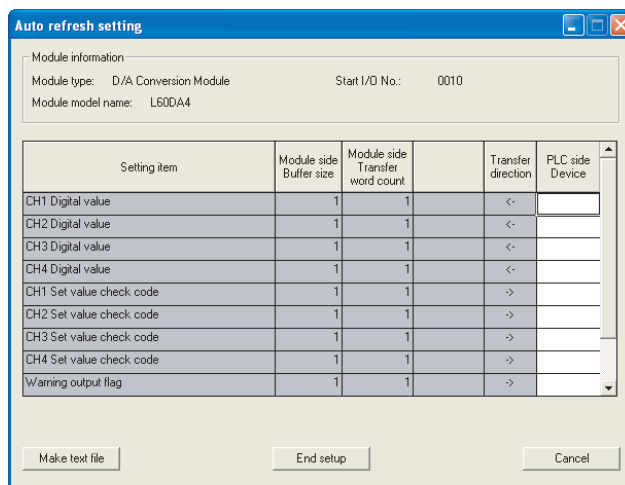 Auto refresh setting
Module information
Module type: D/A Conversion Module Start I/O No.: 0010
Module model name: L60DA4
Setting item Module side Buffer size Module side Transfer word count Transfer direction PLC side Device
CH1 Digital value 1 1 <-
CH2 Digital value 1 1 <-
CH3 Digital value 1 1 <-
CH4 Digital value 1 1 <-
CH1 Set value check code 1 1 ->
CH2 Set value check code 1 1 ->
CH3 Set value check code 1 1 ->
CH4 Set value check code 1 1 ->
Warning output flag 1 1 ->
Make text file End setup Cancel